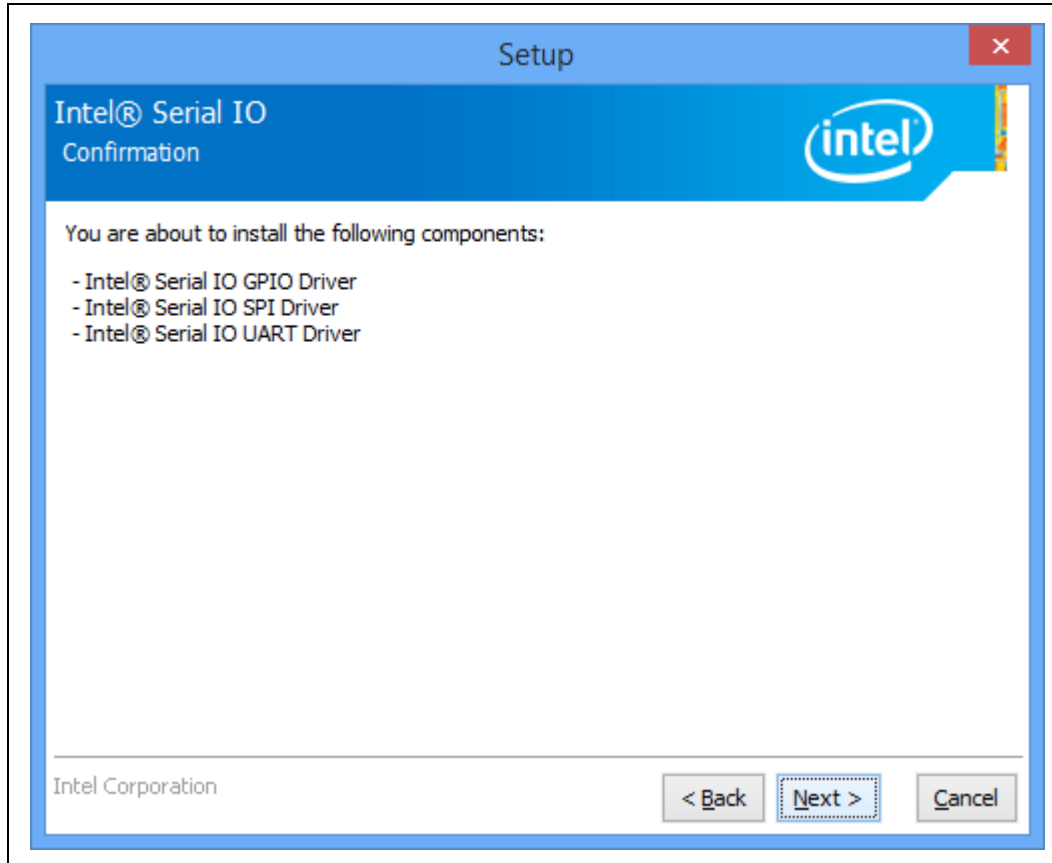 Setup
Intel® Serial IO
Confirmation
intel
You are about to install the following components:
- Intel® Serial IO GPIO Driver
- Intel® Serial IO SPI Driver
- Intel® Serial IO UART Driver
Intel Corporation
< Back Next > Cancel